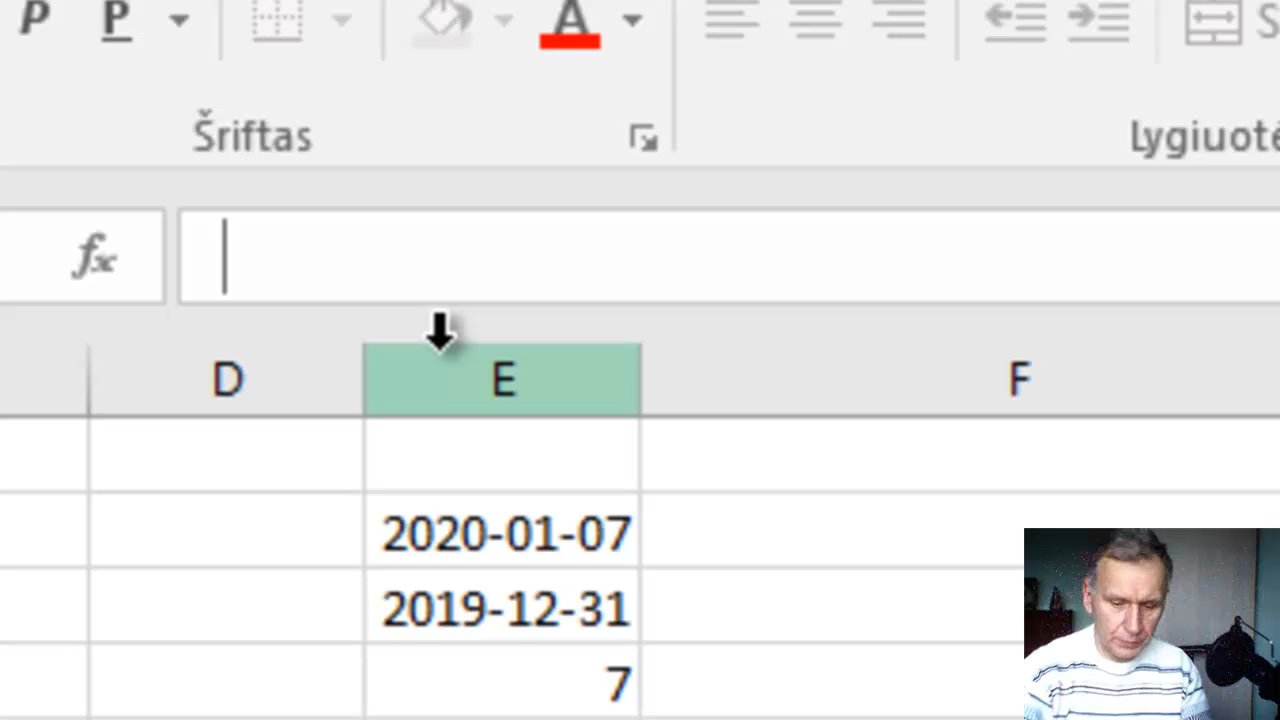 P P A
Šriftas Lygiuotė
fx
D E F
2020-01-07
2019-12-31
7